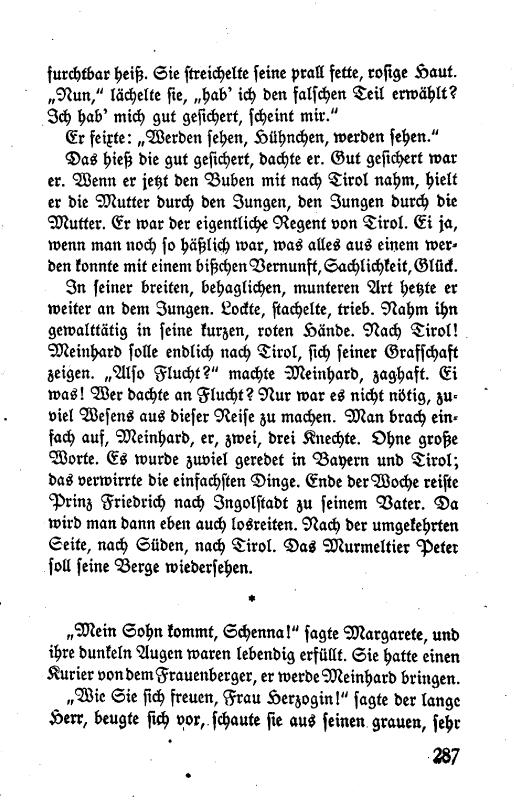 furchtbar heiß. Sie streichelte seine prall fette, rosige Haut.
„Nun,“ lächelte sie, „hab’ ich den falschen Teil erwählt?
Ich hab’ mich gut gesichert, scheint mir.“
Er feixte: „Werden sehen, Hühnchen, werden sehen.“
Das hieß die gut gesichert, dachte er. Gut gesichert war
er. Wenn er jetzt den Buben mit nach Tirol nahm, hielt
er die Mutter durch den Jungen, den Jungen durch die
Mutter. Er war der eigentliche Regent von Tirol. Ei ja,
wenn man noch so häßlich war, was alles aus einem wer-
den konnte mit einem bißchen Vernunft, Sachlichkeit, Glück.
In seiner breiten, behaglichen, munteren Art hetzte er
weiter an dem Jungen. Lockte, stachelte, trieb. Nahm ihn
gewalttätig in seine kurzen, roten Hände. Nach Tirol!
Meinhard solle endlich nach Tirol, sich seiner Grafschaft
zeigen. „Also Flucht?“ machte Meinhard, zaghaft. Ei
was! Wer dachte an Flucht? Nur war es nicht nötig, zu-
viel Wesens aus dieser Reise zu machen. Man brach ein-
fach auf, Meinhard, er, zwei, drei Knechte. Ohne große
Worte. Es wurde zuviel geredet in Bayern und Tirol;
das verwirrte die einfachsten Dinge. Ende der Woche reiste
Prinz Friedrich nach Ingolstadt zu seinem Vater. Da
wird man dann eben auch losreiten. Nach der umgekehrten
Seite, nach Süden, nach Tirol. Das Murmeltier Peter
soll seine Berge wiedersehen.
*
„Mein Sohn kommt, Schenna!“ sagte Margarete, und
ihre dunkeln Augen waren lebendig erfüllt. Sie hatte einen
Kurier von dem Frauenberger, er werde Meinhard bringen.
„Wie Sie sich freuen, Frau Herzogin!“ sagte der lange
Herr, beugte sich vor, schaute sie aus seinen grauen, sehr
287